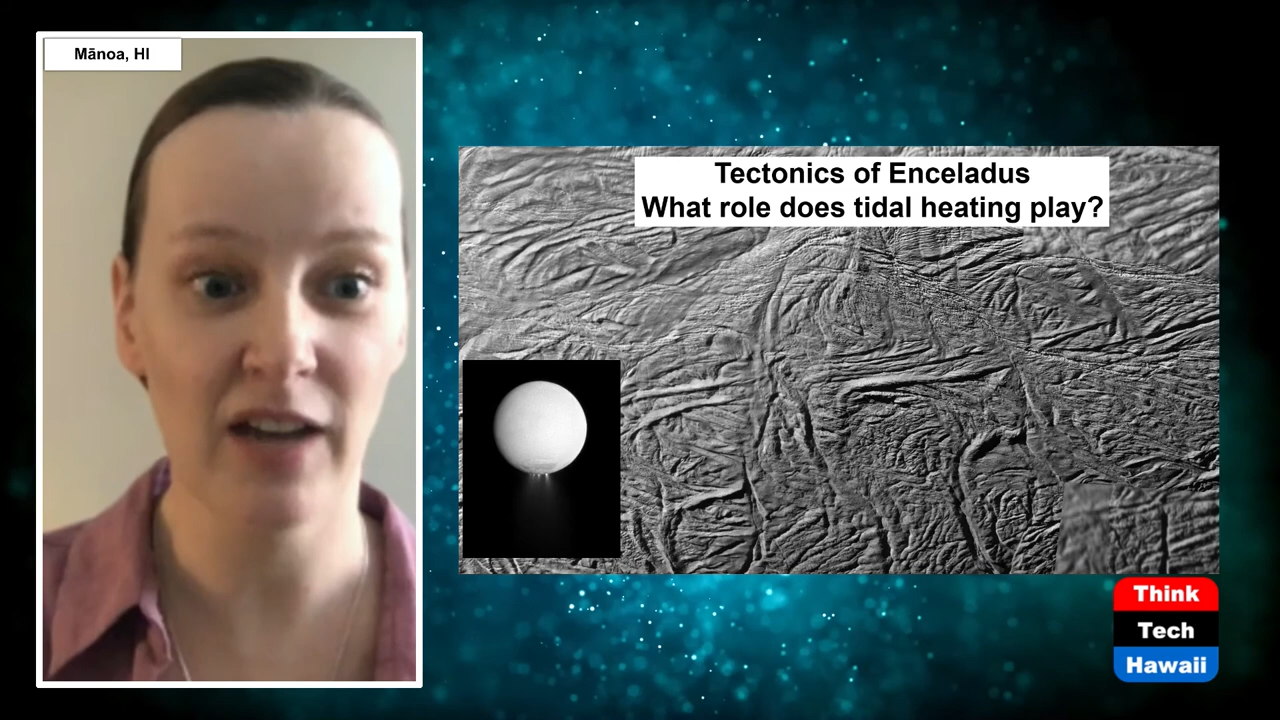 Mānoa, HI
Tectonics of Enceladus
What role does tidal heating play?
Think
Tech
Hawaii